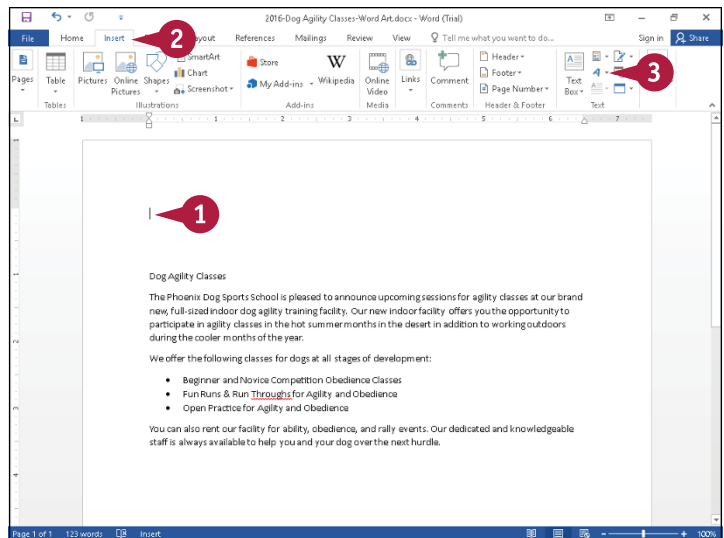 2016-Dog Agility Classes-Word Art.docx - Word (Trial)
File Home Insert Layout References Mailings Review View Tell me what you want to do... Sign in Share
Pages
Table
Pictures
Online Pictures
Shapes
SmartArt
Chart
Screenshot
Store
My Add-ins
Wikipedia
Online Video
Links
Comment
Header
Footer
Page Number
Text Box
Tables Illustrations Add-ins Media Comments Header & Footer Text
2
3
1 1 2 3 4 5 6 7
1
Dog Agility Classes
The Phoenix Dog Sports School is pleased to announce upcoming sessions for agility classes at our brand
new, full-sized indoor dog agility training facility. Our new indoor facility offers you the opportunity to
participate in agility classes in the hot summer months in the desert in addition to working outdoors
during the cooler months of the year.
We offer the following classes for dogs at all stages of development:
• Beginner and Novice Competition Obedience Classes
• Fun Runs & Run Throughs for Agility and Obedience
• Open Practice for Agility and Obedience
You can also rent our facility for ability, obedience, and rally events. Our dedicated and knowledgeable
staff is always available to help you and your dog over the next hurdle.
Page 1 of 1 123 words Insert 100%